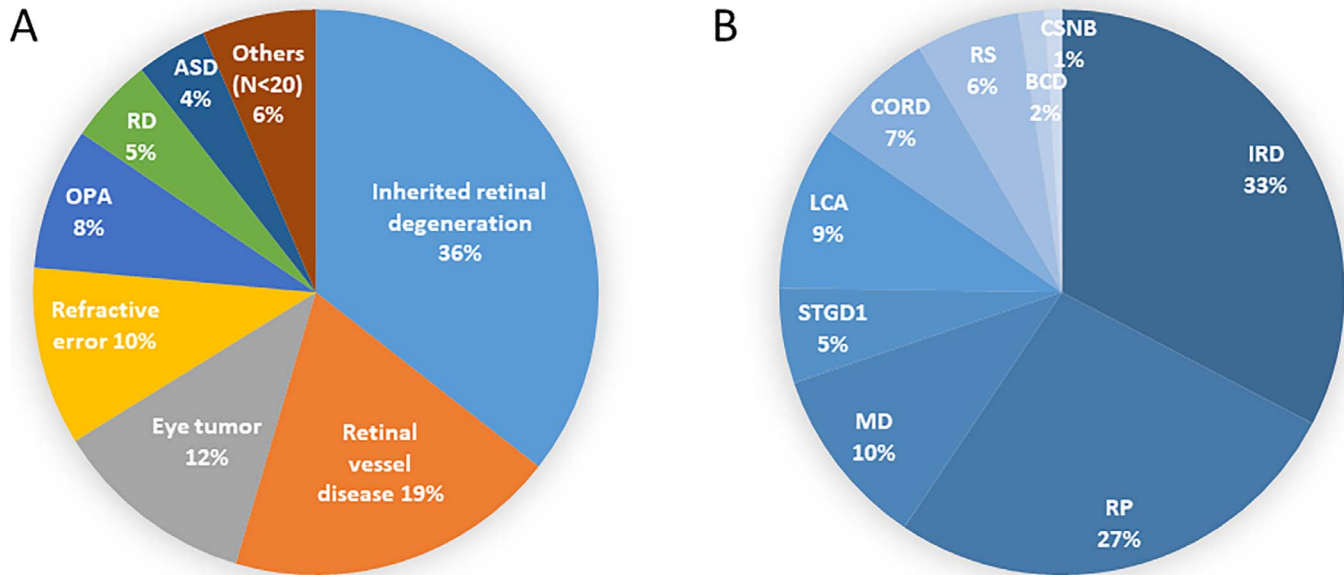 A
Inherited retinal
degeneration
36%
Retinal
vessel
disease 19%
Eye tumor
12%
Refractive
error 10%
OPA
8%
RD
5%
ASD
4%
Others
(N<20)
6%
B
IRD
33%
RP
27%
MD
10%
STGD1
5%
LCA
9%
CORD
7%
RS
6%
BCD
2%
CSNB
1%